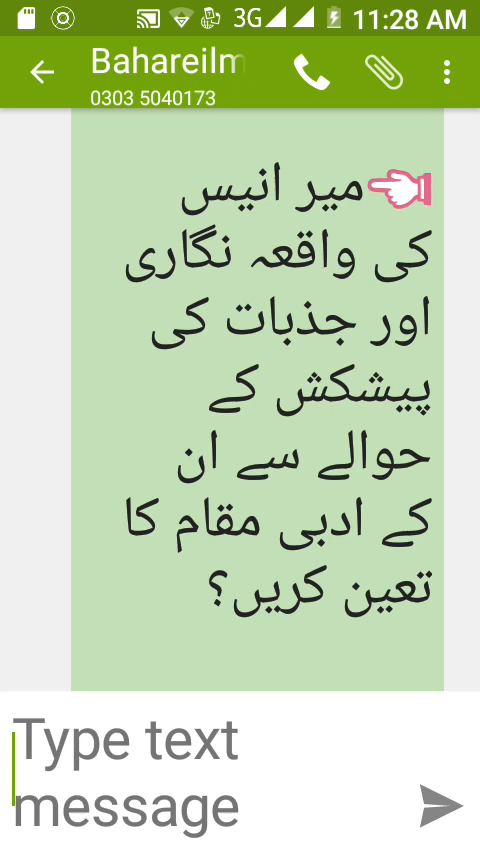 3G 11:28 AM
Bahareilm
0303 5040173
میر انیس
کی واقعہ نگاری
اور جذبات کی
پیشکش کے
حوالے سے ان
کے ادبی مقام کا
تعین کریں؟
Type text
message